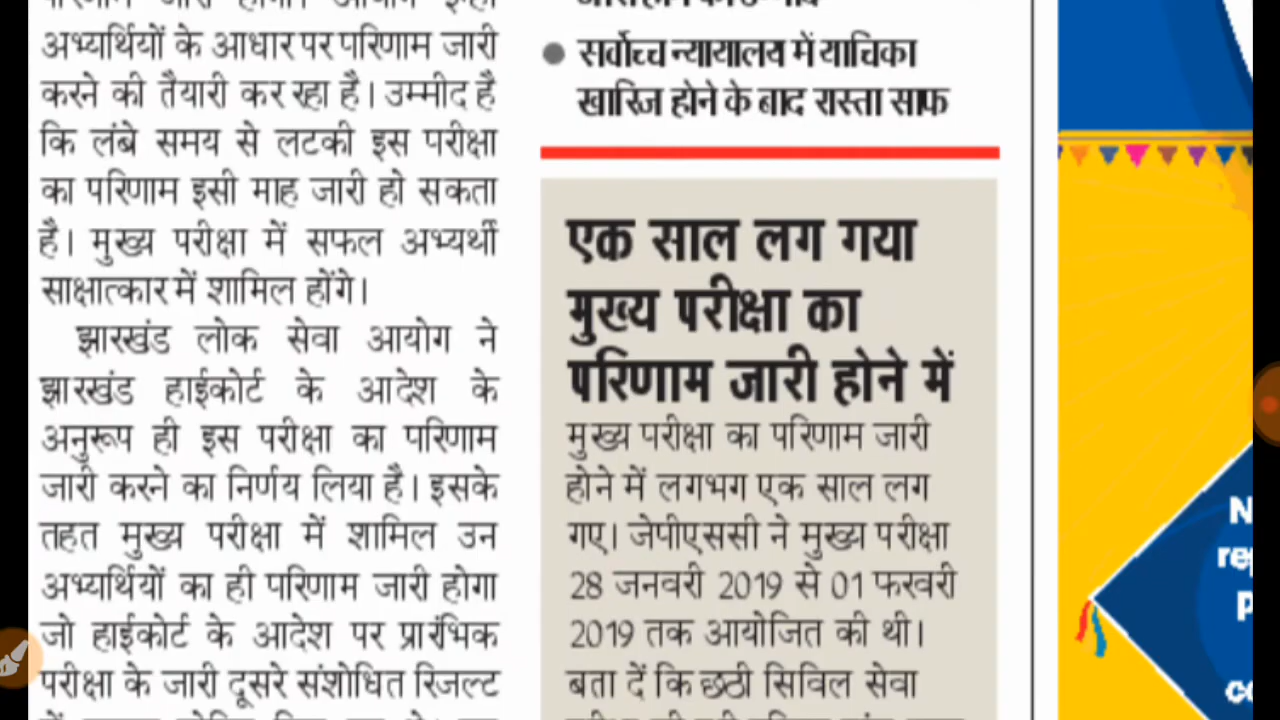 अभ्यर्थियों के आधार पर परिणाम जारी
करने की तैयारी कर रहा है। उम्मीद है
कि लंबे समय से लटकी इस परीक्षा
का परिणाम इसी माह जारी हो सकता
है। मुख्य परीक्षा में सफल अभ्यर्थी
साक्षात्कार में शामिल होंगे।
झारखंड लोक सेवा आयोग ने
झारखंड हाईकोर्ट के आदेश के
अनुरूप ही इस परीक्षा का परिणाम
जारी करने का निर्णय लिया है। इसके
तहत मुख्य परीक्षा में शामिल उन
अभ्यर्थियों का ही परिणाम जारी होगा
जो हाईकोर्ट के आदेश पर प्रारंभिक
परीक्षा के जारी दूसरे संशोधित रिजल्ट
● सर्वोच्च न्यायालय में याचिका
खारिज होने के बाद रास्ता साफ
एक साल लग गया
मुख्य परीक्षा का
परिणाम जारी होने में
मुख्य परीक्षा का परिणाम जारी
होने में लगभग एक साल लग
गए। जेपीएससी ने मुख्य परीक्षा
28 जनवरी 2019 से 01 फरवरी
2019 तक आयोजित की थी।
बता दें कि छठी सिविल सेवा